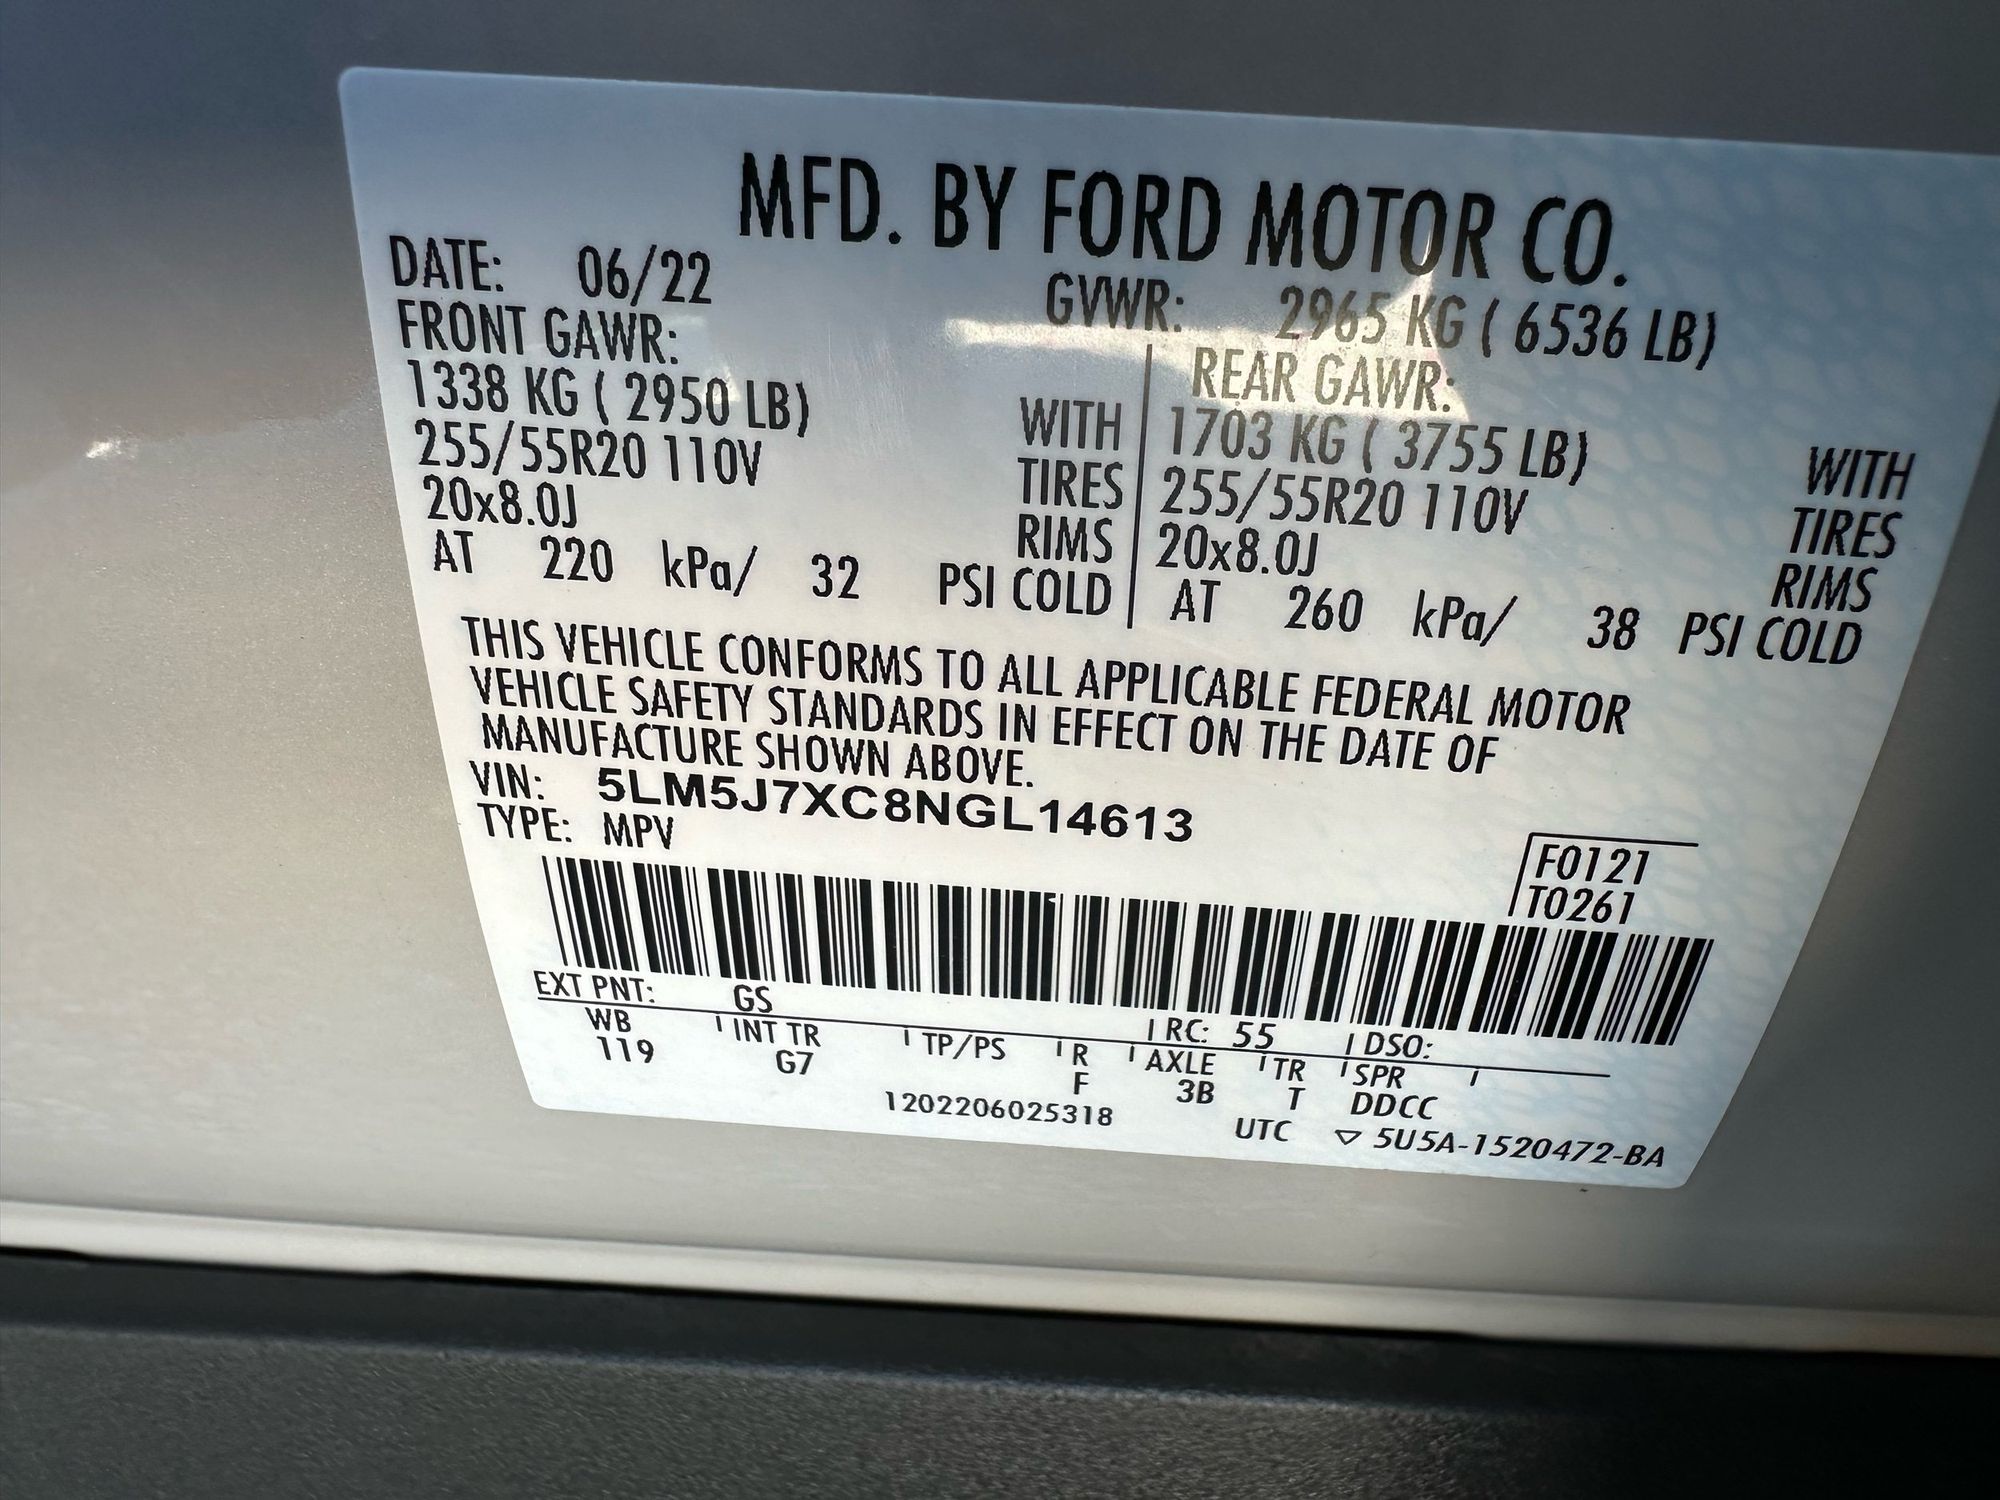 MFD. BY FORD MOTOR CO.
DATE: 06/22 GVWR: 2965 KG ( 6536 LB)
FRONT GAWR: REAR GAWR:
1338 KG ( 2950 LB) WITH 1703 KG ( 3755 LB) WITH
255/55R20 110V TIRES 255/55R20 110V TIRES
20x8.0J RIMS 20x8.0J RIMS
AT 220 kPa/ 32 PSI COLD AT 260 kPa/ 38 PSI COLD
THIS VEHICLE CONFORMS TO ALL APPLICABLE FEDERAL MOTOR
VEHICLE SAFETY STANDARDS IN EFFECT ON THE DATE OF
MANUFACTURE SHOWN ABOVE.
VIN: 5LM5J7XC8NGL14613
TYPE: MPV
F0121
T0261
EXT PNT: GS RC: 55 DSO:
WB INT TR TP/PS R AXLE TR SPR
119 G7 F 3B T DDCC
1202206025318 UTC ▽ 5U5A-1520472-BA